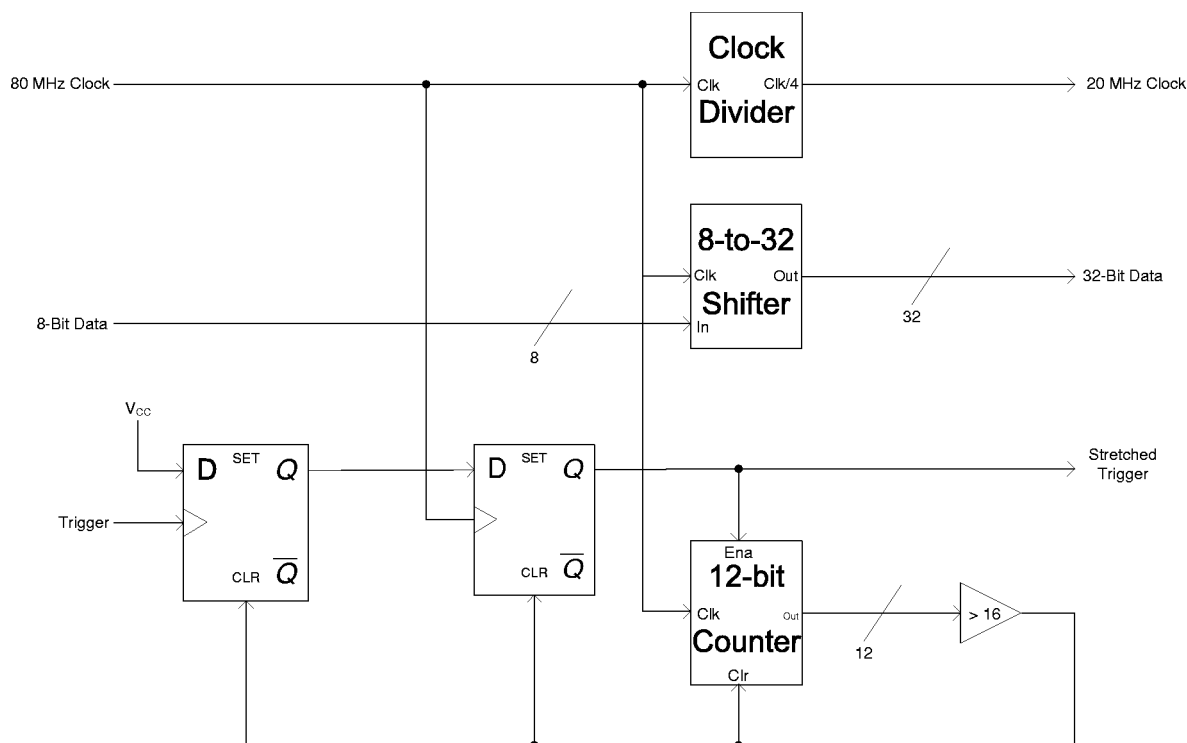 Clock
80 MHz Clock
Clk
Clk/4
20 MHz Clock
Divider
8-to-32
Clk
Out
32-Bit Data
Shifter
32
8-Bit Data
In
8
VCC
D
SET
Q
D
SET
Q
Stretched
Trigger
Trigger
CLR
Q
CLR
Q
Ena
12-bit
Clk
Out
> 16
Counter
12
Clr